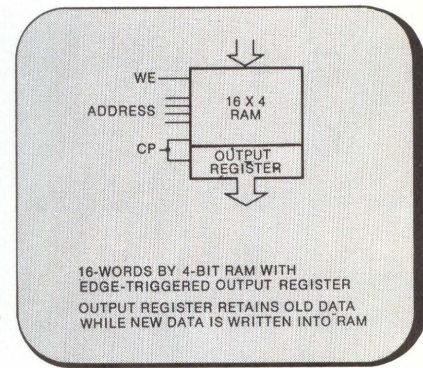 WE
16 X 4
RAM
ADDRESS
CP
OUTPUT
REGISTER
16-WORDS BY 4-BIT RAM WITH
EDGE-TRIGGERED OUTPUT REGISTER
OUTPUT REGISTER RETAINS OLD DATA
WHILE NEW DATA IS WRITTEN INTO RAM